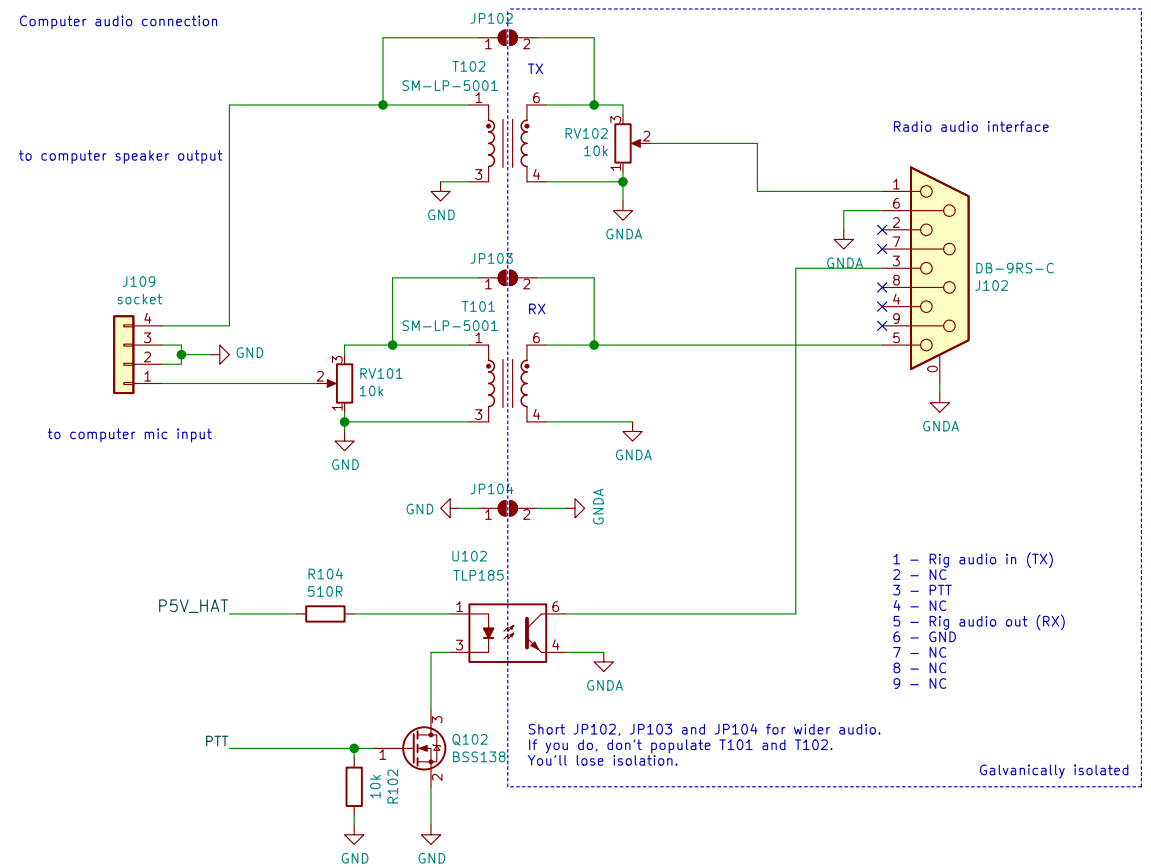 Computer audio connection
JP102
1 2
T102
SM-LP-5001
TX
1
6
3
4
GND
to computer speaker output
RV102
10k
3
2
1
GNDA
Radio audio interface
1
6
2
7
3
8
4
9
5
0
GNDA
DB-9RS-C
J102
GNDA
JP103
1 2
T101
SM-LP-5001
RX
1
6
3
4
GNDA
J109
socket
4
3
2
1
GND
RV101
10k
3
2
1
GND
to computer mic input
JP104
GND
1 2
GNDA
U102
TLP185
1
3
6
4
GNDA
R104
510R
P5V_HAT
PTT
Q102
BSS138
1
3
2
10k
R102
GND
GND
1 - Rig audio in (TX)
2 - NC
3 - PTT
4 - NC
5 - Rig audio out (RX)
6 - GND
7 - NC
8 - NC
9 - NC
Short JP102, JP103 and JP104 for wider audio.
If you do, don't populate T101 and T102.
You'll lose isolation.
Galvanically isolated